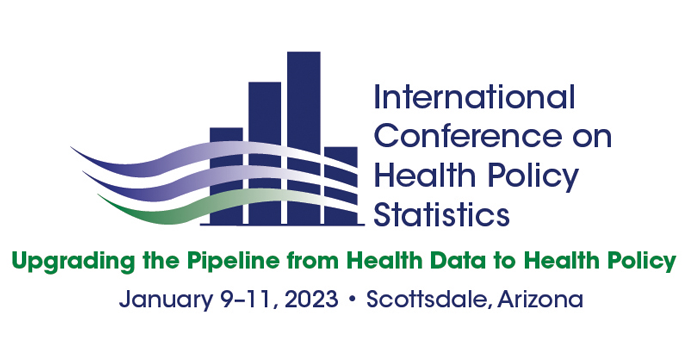 International
Conference on
Health Policy
Statistics
Upgrading the Pipeline from Health Data to Health Policy
January 9–11, 2023 • Scottsdale, Arizona